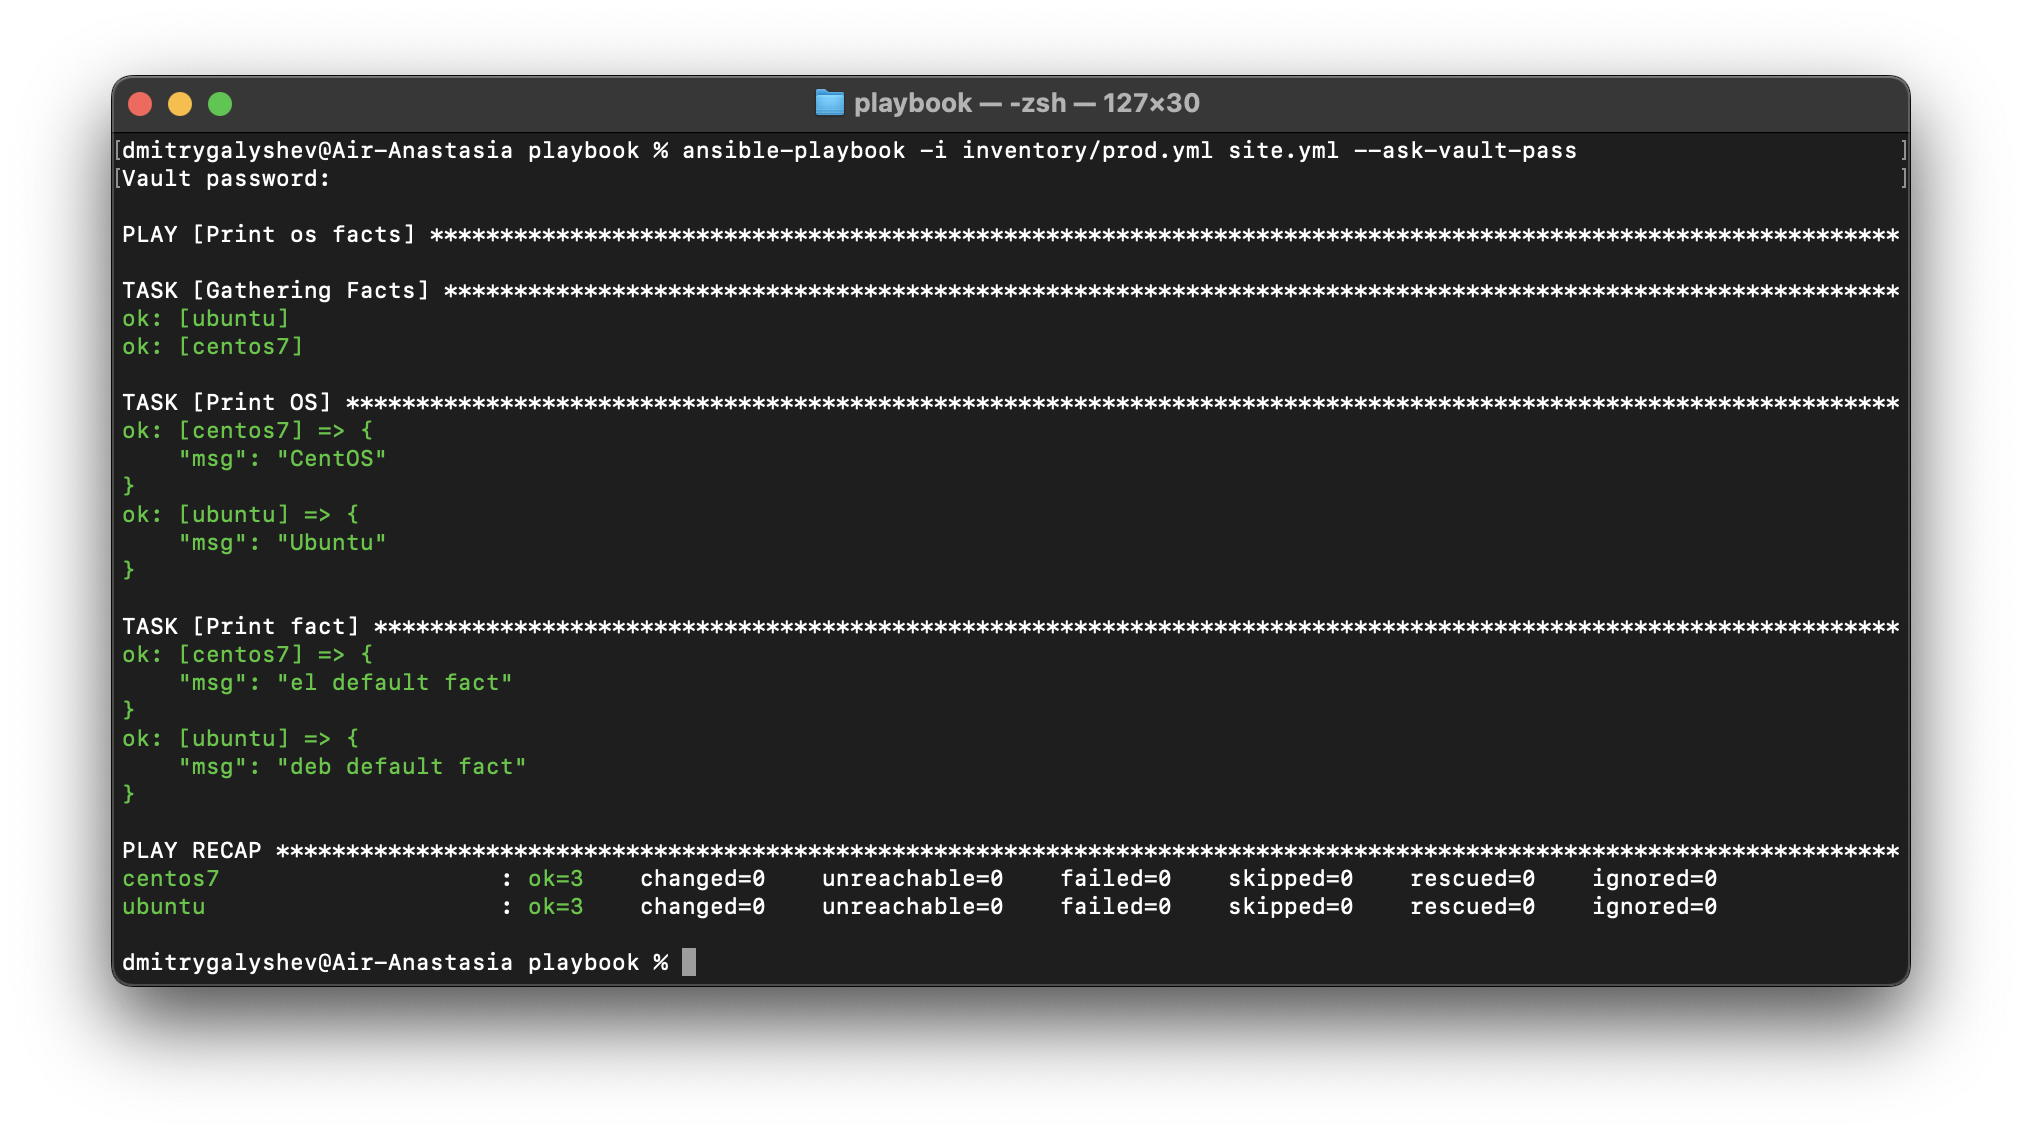 playbook — -zsh — 127×30
[dmitrygalyshev@Air-Anastasia playbook % ansible-playbook -i inventory/prod.yml site.yml --ask-vault-pass ]
[Vault password: ]
PLAY [Print os facts] *********************************************************************************************************
TASK [Gathering Facts] ********************************************************************************************************
ok: [ubuntu]
ok: [centos7]
TASK [Print OS] ***************************************************************************************************************
ok: [centos7] => {
    "msg": "CentOS"
}
ok: [ubuntu] => {
    "msg": "Ubuntu"
}
TASK [Print fact] *************************************************************************************************************
ok: [centos7] => {
    "msg": "el default fact"
}
ok: [ubuntu] => {
    "msg": "deb default fact"
}
PLAY RECAP ********************************************************************************************************************
centos7                    : ok=3    changed=0    unreachable=0    failed=0    skipped=0    rescued=0    ignored=0
ubuntu                     : ok=3    changed=0    unreachable=0    failed=0    skipped=0    rescued=0    ignored=0
dmitrygalyshev@Air-Anastasia playbook %